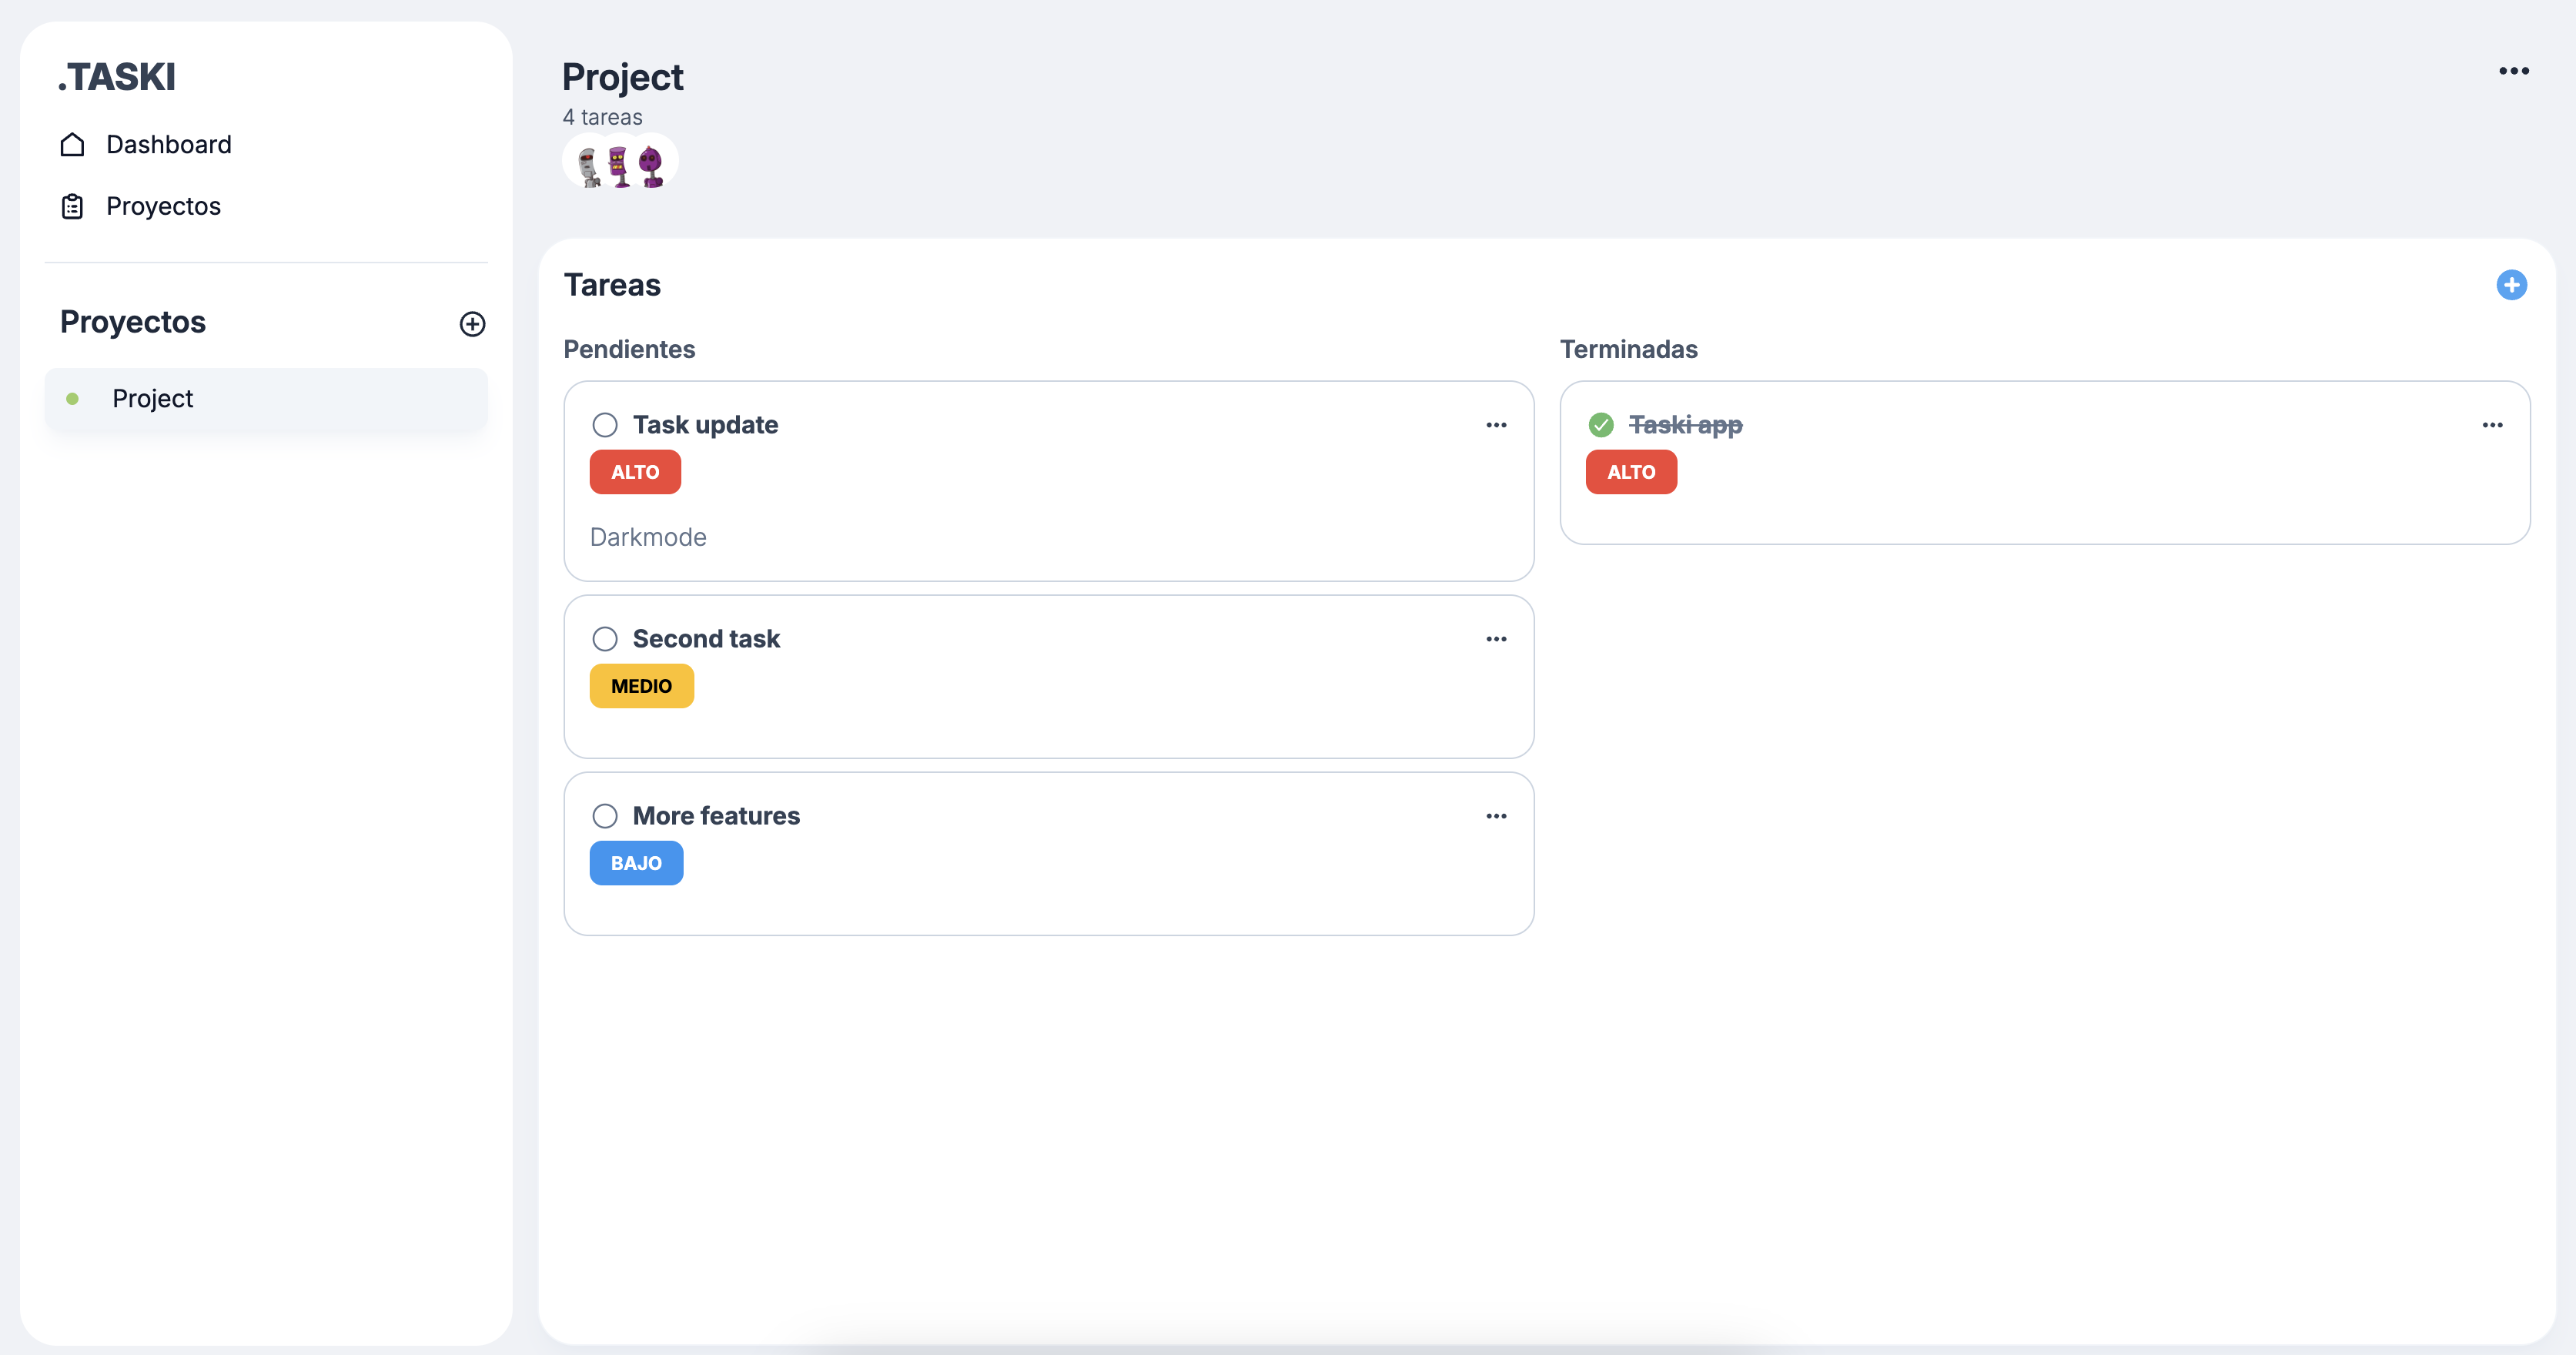 .TASKI
Dashboard
Proyectos
Proyectos
Project
Project
4 tareas
Tareas
Pendientes
Task update
ALTO
Darkmode
Second task
MEDIO
More features
BAJO
Terminadas
Taski app
ALTO